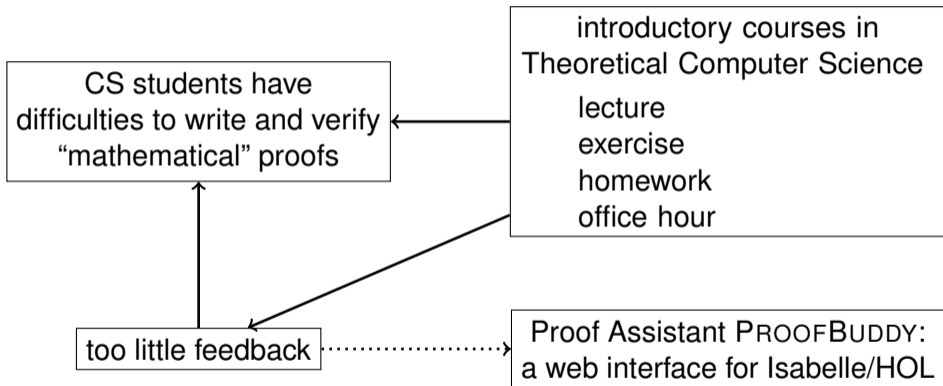 CS students have
difficulties to write and verify
“mathematical” proofs
introductory courses in
Theoretical Computer Science
lecture
exercise
homework
office hour
too little feedback
Proof Assistant PROOFBUDDY:
a web interface for Isabelle/HOL